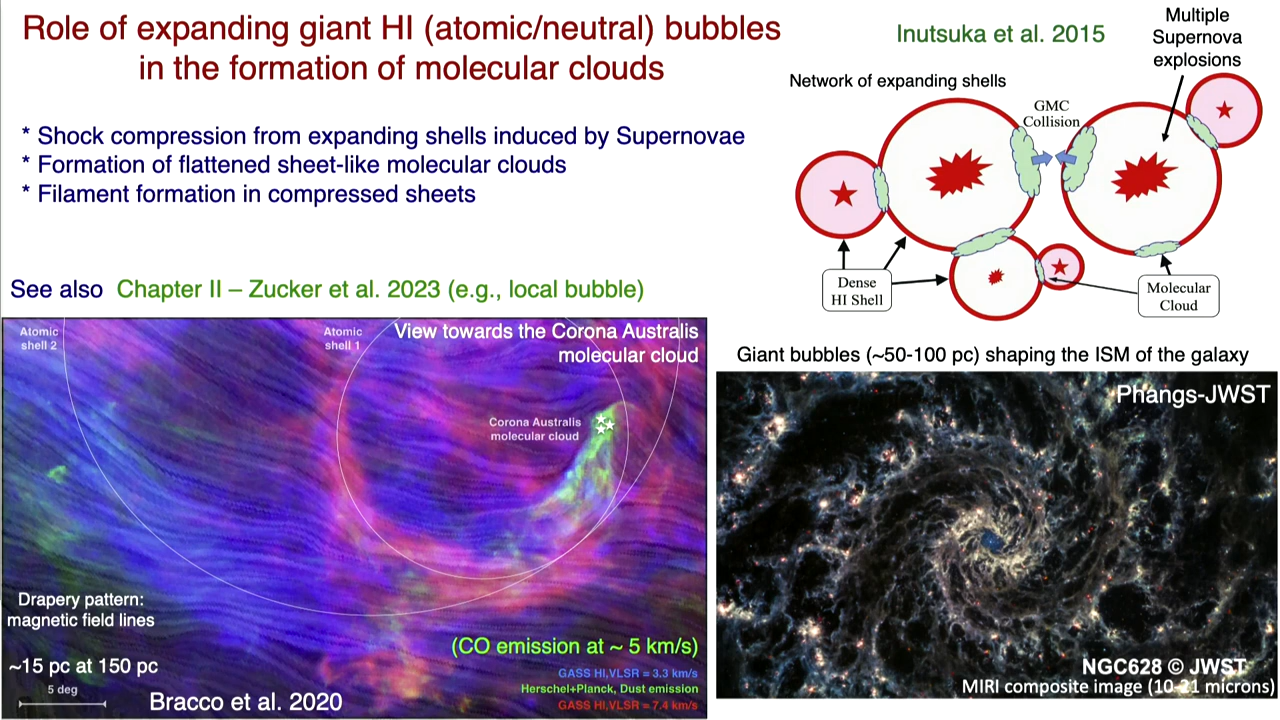 Role of expanding giant HI (atomic/neutral) bubbles
in the formation of molecular clouds
* Shock compression from expanding shells induced by Supernovae
* Formation of flattened sheet-like molecular clouds
* Filament formation in compressed sheets
See also Chapter II – Zucker et al. 2023 (e.g., local bubble)
Inutsuka et al. 2015
Multiple
Supernova
explosions
Network of expanding shells
GMC
Collision
Dense
HI Shell
Molecular
Cloud
Giant bubbles (~50-100 pc) shaping the ISM of the galaxy
Atomic
shell 2
Atomic
shell 1
View towards the Corona Australis
molecular cloud
Corona Australis
molecular cloud
Drapery pattern:
magnetic field lines
~15 pc at 150 pc
5 deg
Bracco et al. 2020
(CO emission at ~ 5 km/s)
GASS HI,VLSR = 3.3 km/s
Herschel+Planck, Dust emission
GASS HI,VLSR = 7.4 km/s
Phangs-JWST
NGC628 © JWST
MIRI composite image (10-21 microns)